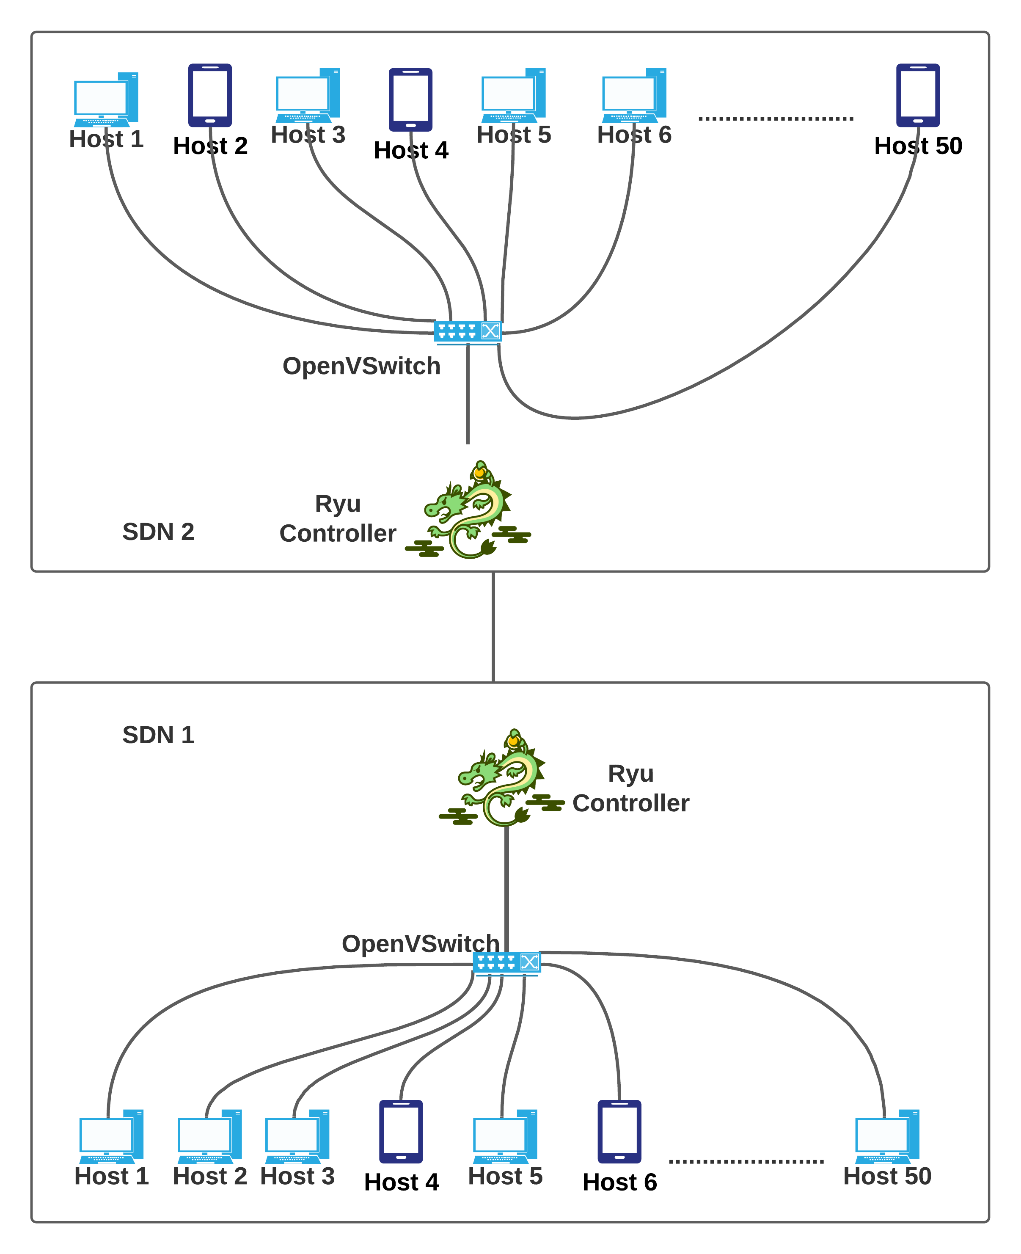 Host 1
Host 2
Host 3
Host 4
Host 5
Host 6
Host 50
OpenVSwitch
Ryu
Controller
SDN 2
SDN 1
Ryu
Controller
OpenVSwitch
Host 1
Host 2
Host 3
Host 4
Host 5
Host 6
Host 50